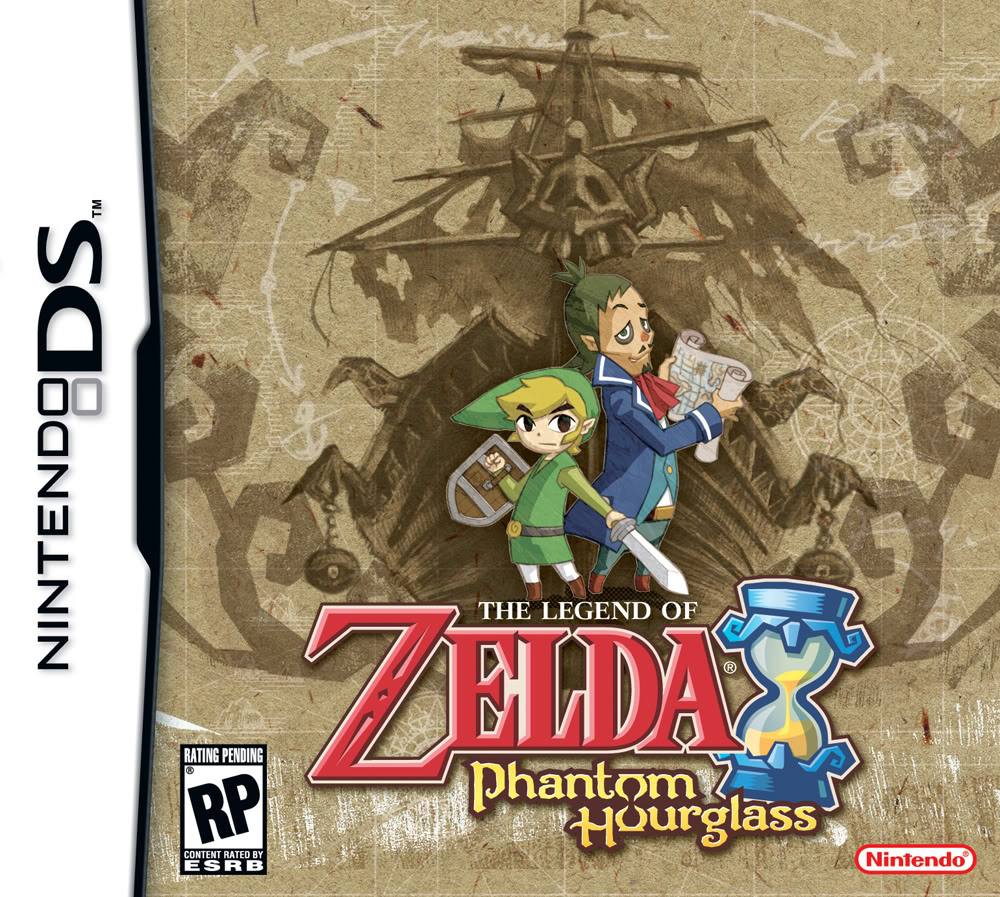 NINTENDO DS™
THE LEGEND OF
ZELDA®
Phantom
Hourglass
RATING PENDING
®
RP
CONTENT RATED BY
ESRB
Nintendo®